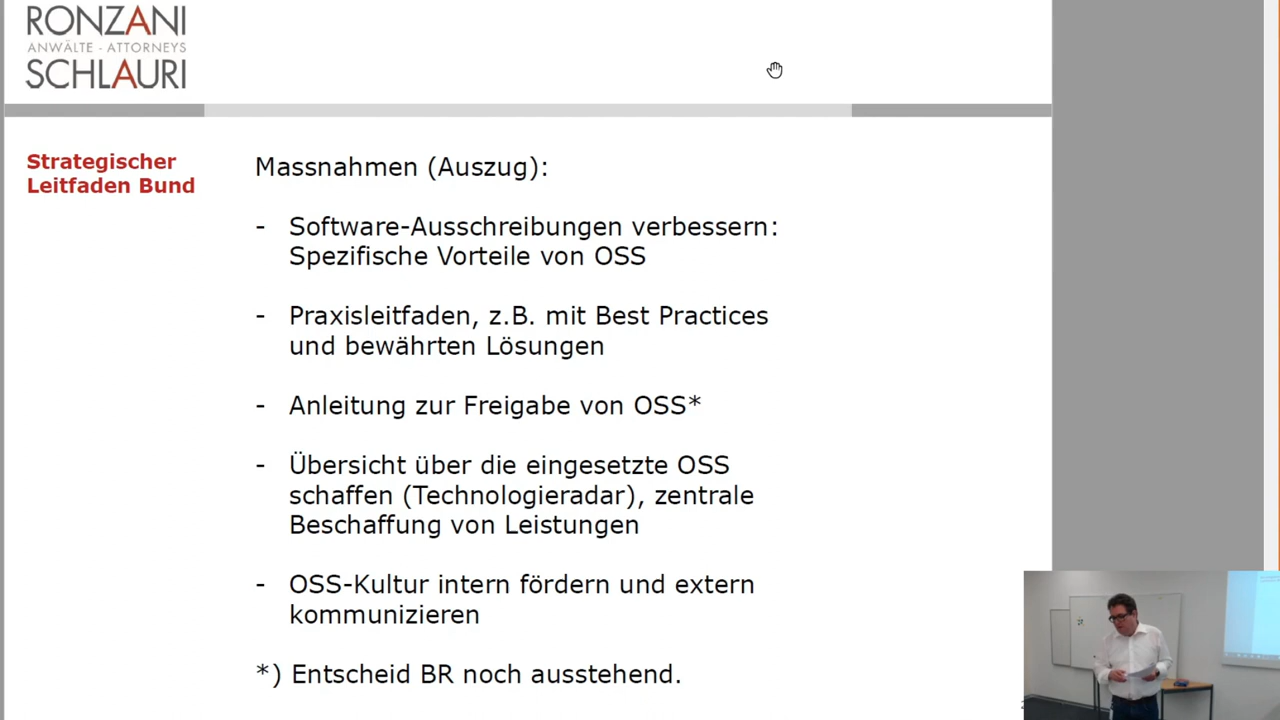 RONZANI
ANWÄLTE - ATTORNEYS
SCHLAURI
Strategischer
Leitfaden Bund
Massnahmen (Auszug):
- Software-Ausschreibungen verbessern:
Spezifische Vorteile von OSS
- Praxisleitfaden, z.B. mit Best Practices
und bewährten Lösungen
- Anleitung zur Freigabe von OSS*
- Übersicht über die eingesetzte OSS
schaffen (Technologieradar), zentrale
Beschaffung von Leistungen
- OSS-Kultur intern fördern und extern
kommunizieren
*) Entscheid BR noch ausstehend.